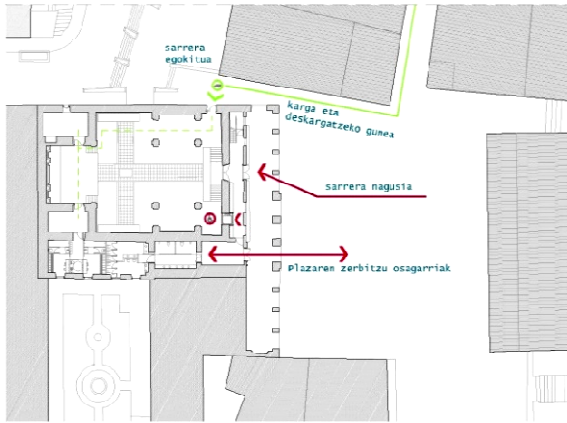 sarrera
egokitua
karga eta
deskargatzeko gunea
sarrera nagusia
Plazaren zerbitzu osagarriak